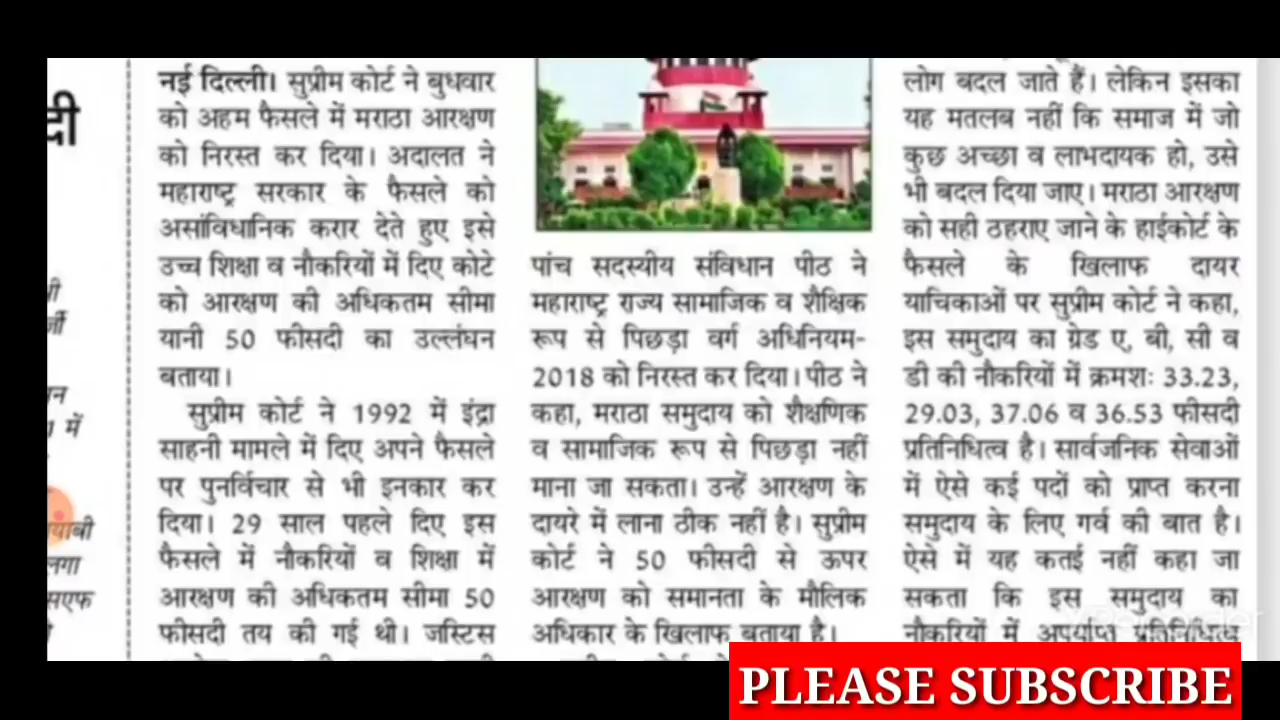 दी
नई दिल्ली। सुप्रीम कोर्ट ने बुधवार
को अहम फैसले में मराठा आरक्षण
को निरस्त कर दिया। अदालत ने
महाराष्ट्र सरकार के फैसले को
असांविधानिक करार देते हुए इसे
उच्च शिक्षा व नौकरियों में दिए कोटे
को आरक्षण की अधिकतम सीमा
यानी 50 फीसदी का उल्लंघन
बताया।
सुप्रीम कोर्ट ने 1992 में इंद्रा
साहनी मामले में दिए अपने फैसले
पर पुनर्विचार से भी इनकार कर
दिया। 29 साल पहले दिए इस
फैसले में नौकरियों व शिक्षा में
आरक्षण की अधिकतम सीमा 50
फीसदी तय की गई थी। जस्टिस
पांच सदस्यीय संविधान पीठ ने
महाराष्ट्र राज्य सामाजिक व शैक्षिक
रूप से पिछड़ा वर्ग अधिनियम-
2018 को निरस्त कर दिया। पीठ ने
कहा, मराठा समुदाय को शैक्षणिक
व सामाजिक रूप से पिछड़ा नहीं
माना जा सकता। उन्हें आरक्षण के
दायरे में लाना ठीक नहीं है। सुप्रीम
कोर्ट ने 50 फीसदी से ऊपर
आरक्षण को समानता के मौलिक
अधिकार के खिलाफ बताया है।
लोग बदल जाते हैं। लेकिन इसका
यह मतलब नहीं कि समाज में जो
कुछ अच्छा व लाभदायक हो, उसे
भी बदल दिया जाए। मराठा आरक्षण
को सही ठहराए जाने के हाईकोर्ट के
फैसले के खिलाफ दायर
याचिकाओं पर सुप्रीम कोर्ट ने कहा,
इस समुदाय का ग्रेड ए, बी, सी व
डी की नौकरियों में क्रमशः 33.23,
29.03, 37.06 व 36.53 फीसदी
प्रतिनिधित्व है। सार्वजनिक सेवाओं
में ऐसे कई पदों को प्राप्त करना
समुदाय के लिए गर्व की बात है।
ऐसे में यह कतई नहीं कहा जा
सकता कि इस समुदाय का
नौकरियों में अपर्याप्त प्रतिनिधित्व
PLEASE SUBSCRIBE